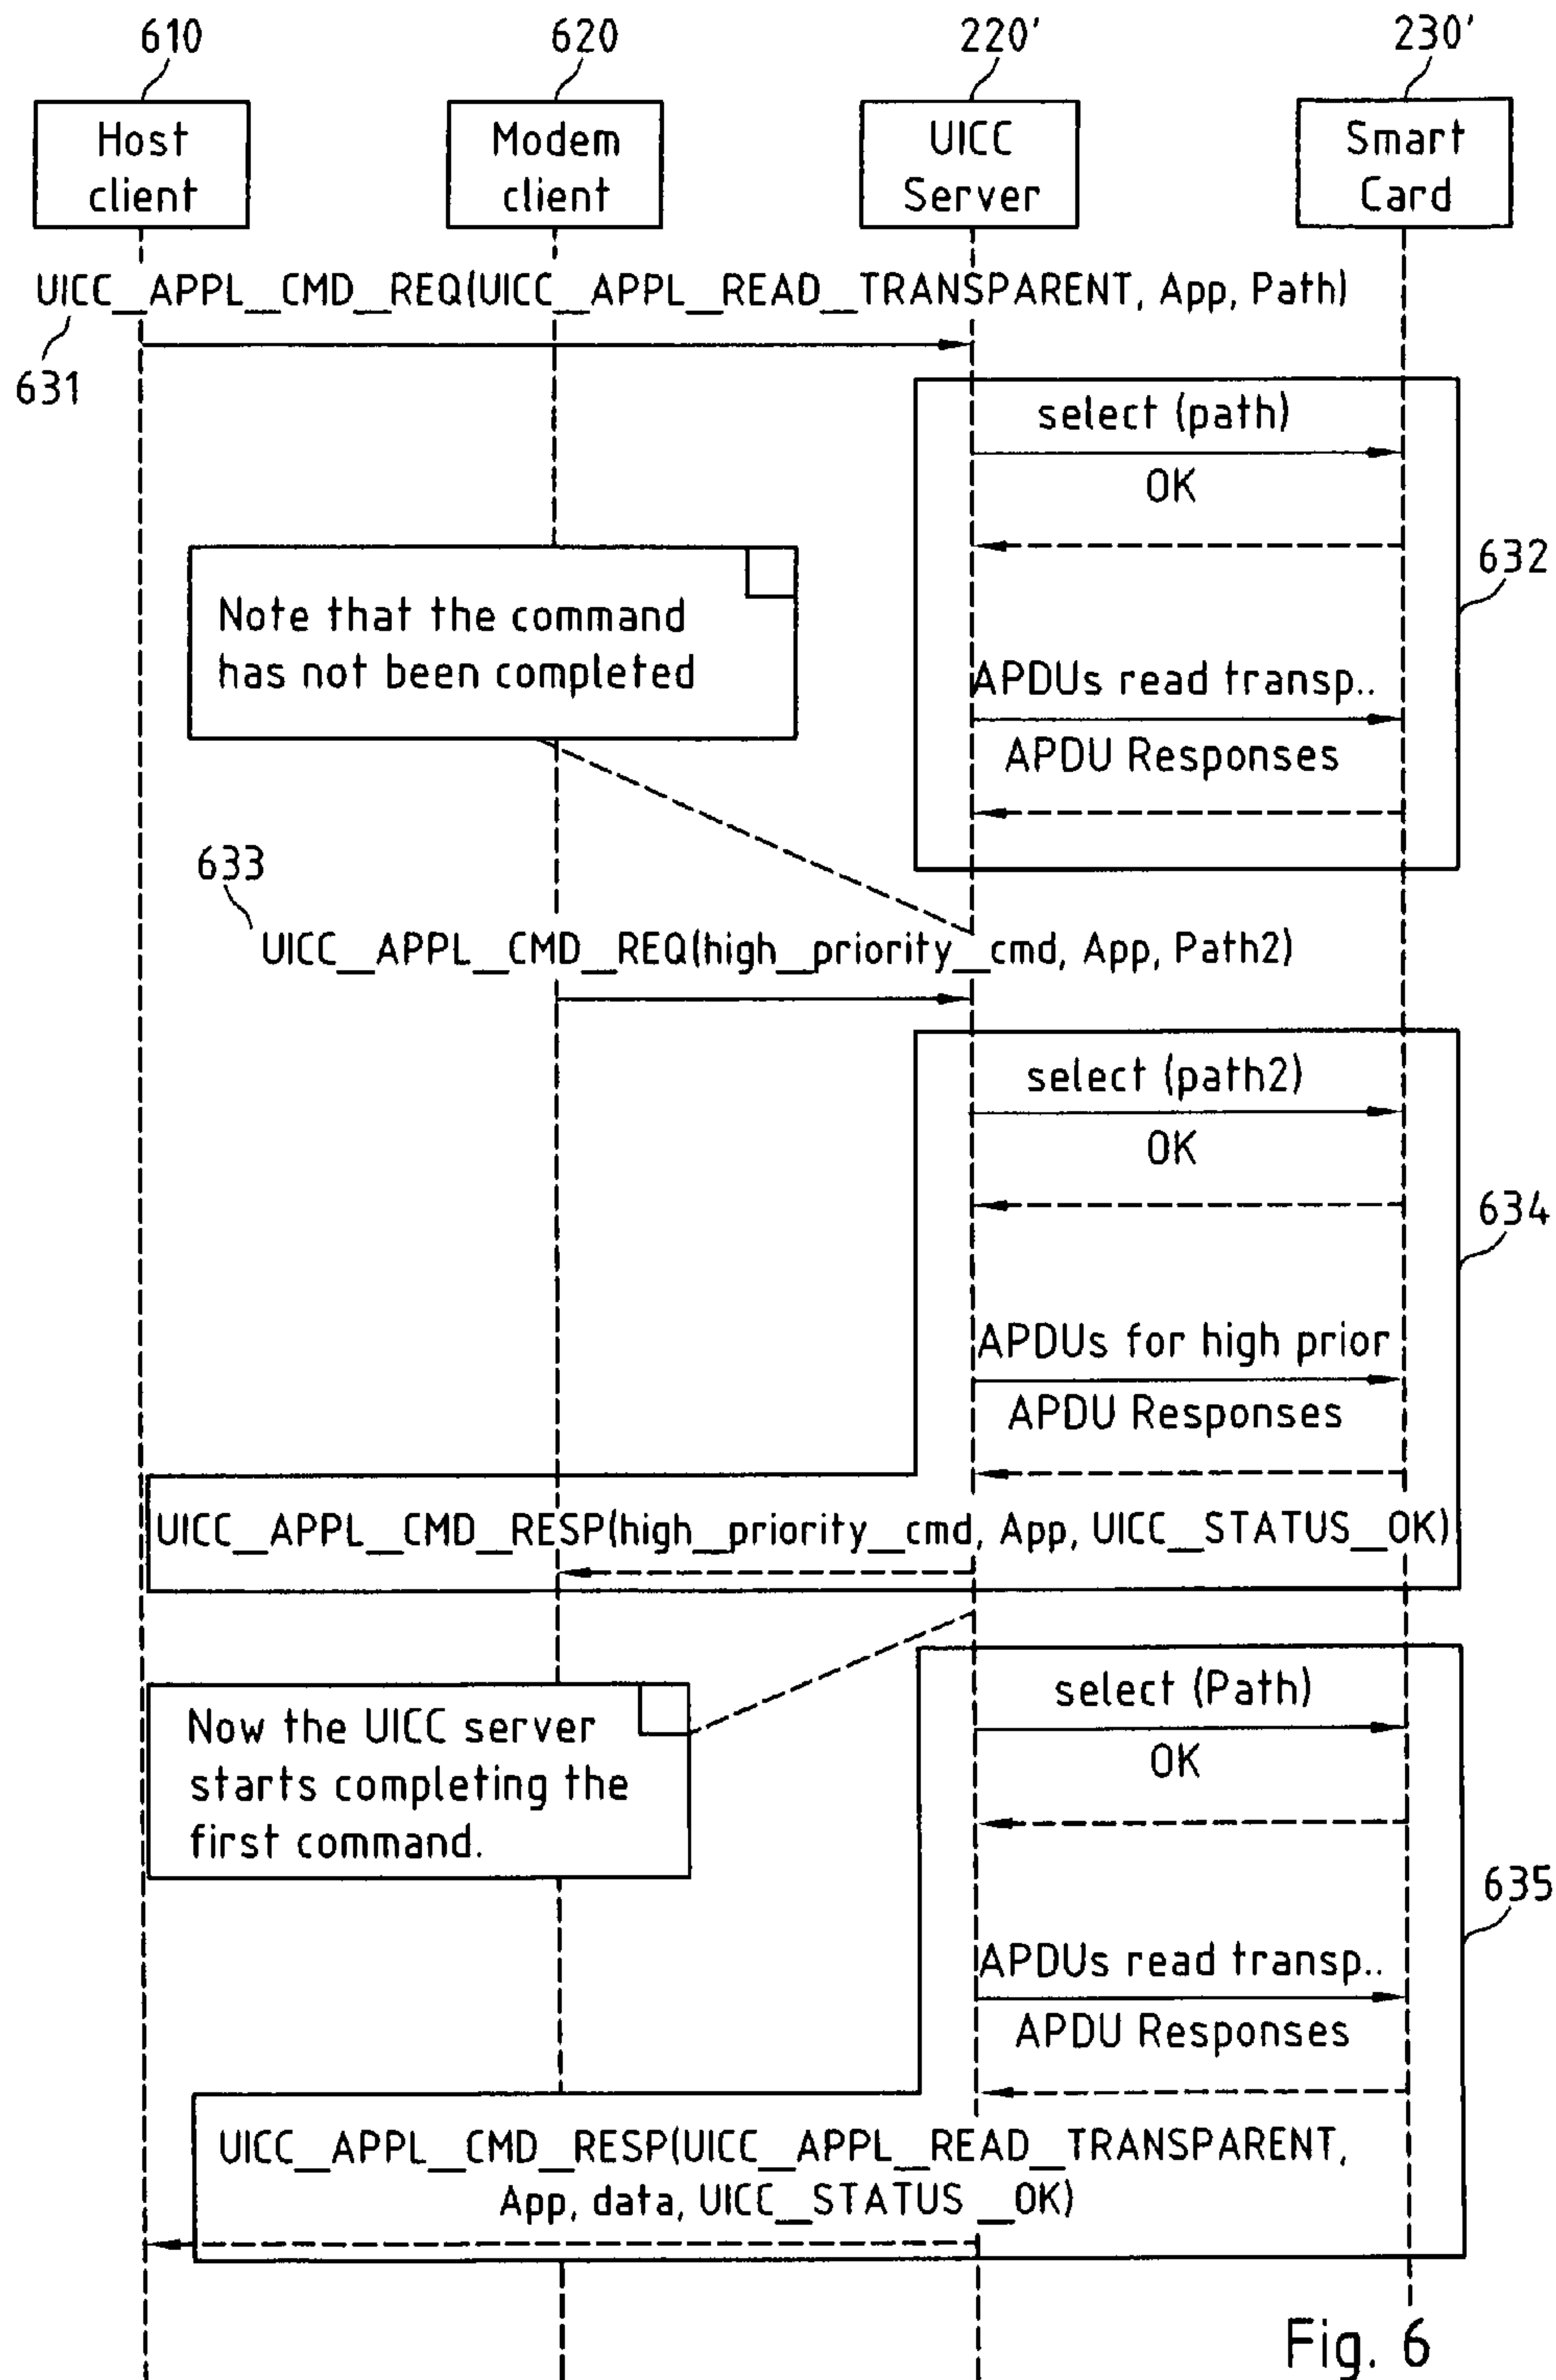 610
620
220'
230'
Host
client
Modem
client
UICC
Server
Smart
Card
UICC_APPL_CMD_REQ(UICC_APPL_READ_TRANSPARENT, App, Path)
631
select (path)
OK
632
Note that the command
has not been completed
APDUs read transp..
APDU Responses
633
UICC_APPL_CMD_REQ(high_priority_cmd, App, Path2)
select (path2)
OK
634
APDUs for high prior
APDU Responses
UICC_APPL_CMD_RESP(high_priority_cmd, App, UICC_STATUS_OK)
select (Path)
OK
Now the UICC server
starts completing the
first command.
635
APDUs read transp..
APDU Responses
UICC_APPL_CMD_RESP(UICC_APPL_READ_TRANSPARENT,
App, data, UICC_STATUS_OK)
Fig. 6